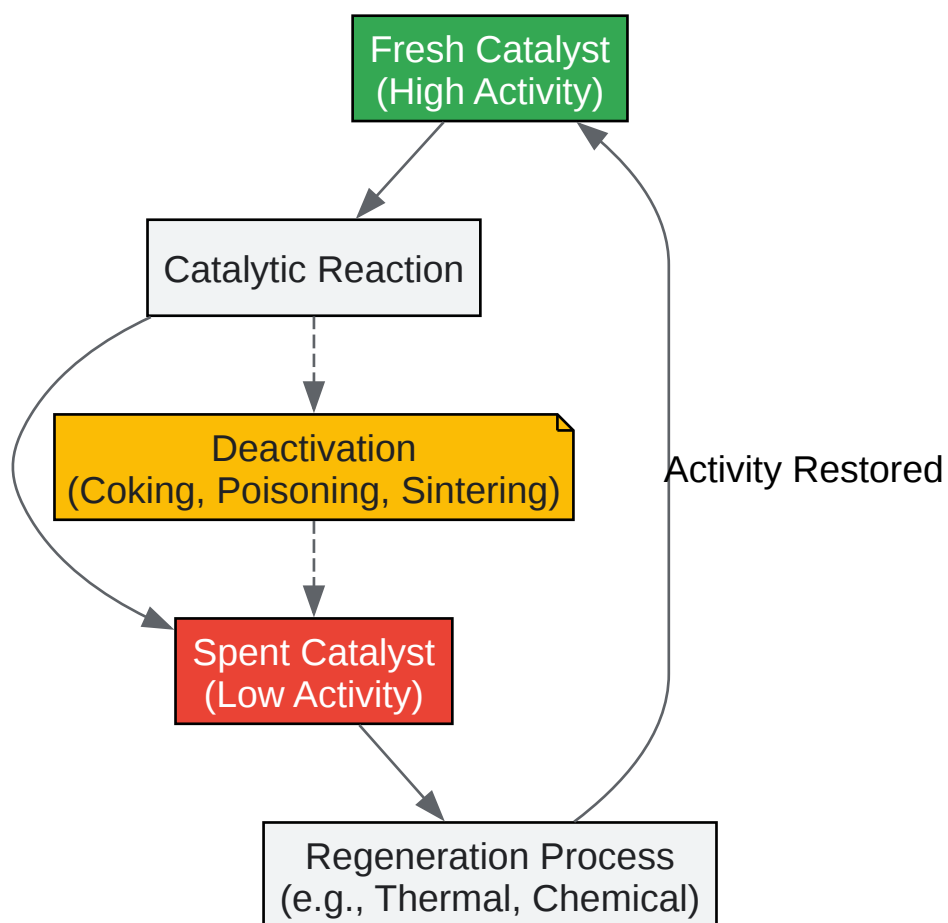 Fresh Catalyst
(High Activity)
Catalytic Reaction
Deactivation
(Coking, Poisoning, Sintering)
Activity Restored
Spent Catalyst
(Low Activity)
Regeneration Process
(e.g., Thermal, Chemical)